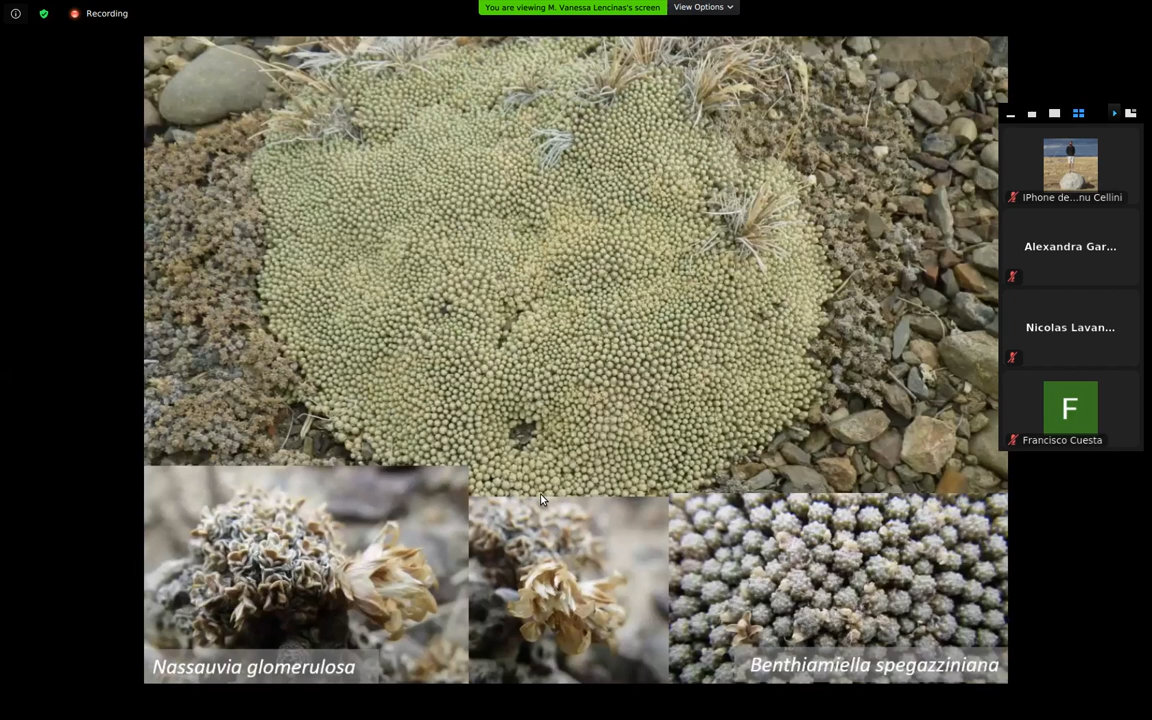 Recording
You are viewing M. Vanessa Lencinas's screen
View Options
IPhone de...nu Cellini
Alexandra Gar...
Nicolas Lavan...
F
Francisco Cuesta
Nassauvia glomerulosa
Benthiamiella spegazziniana